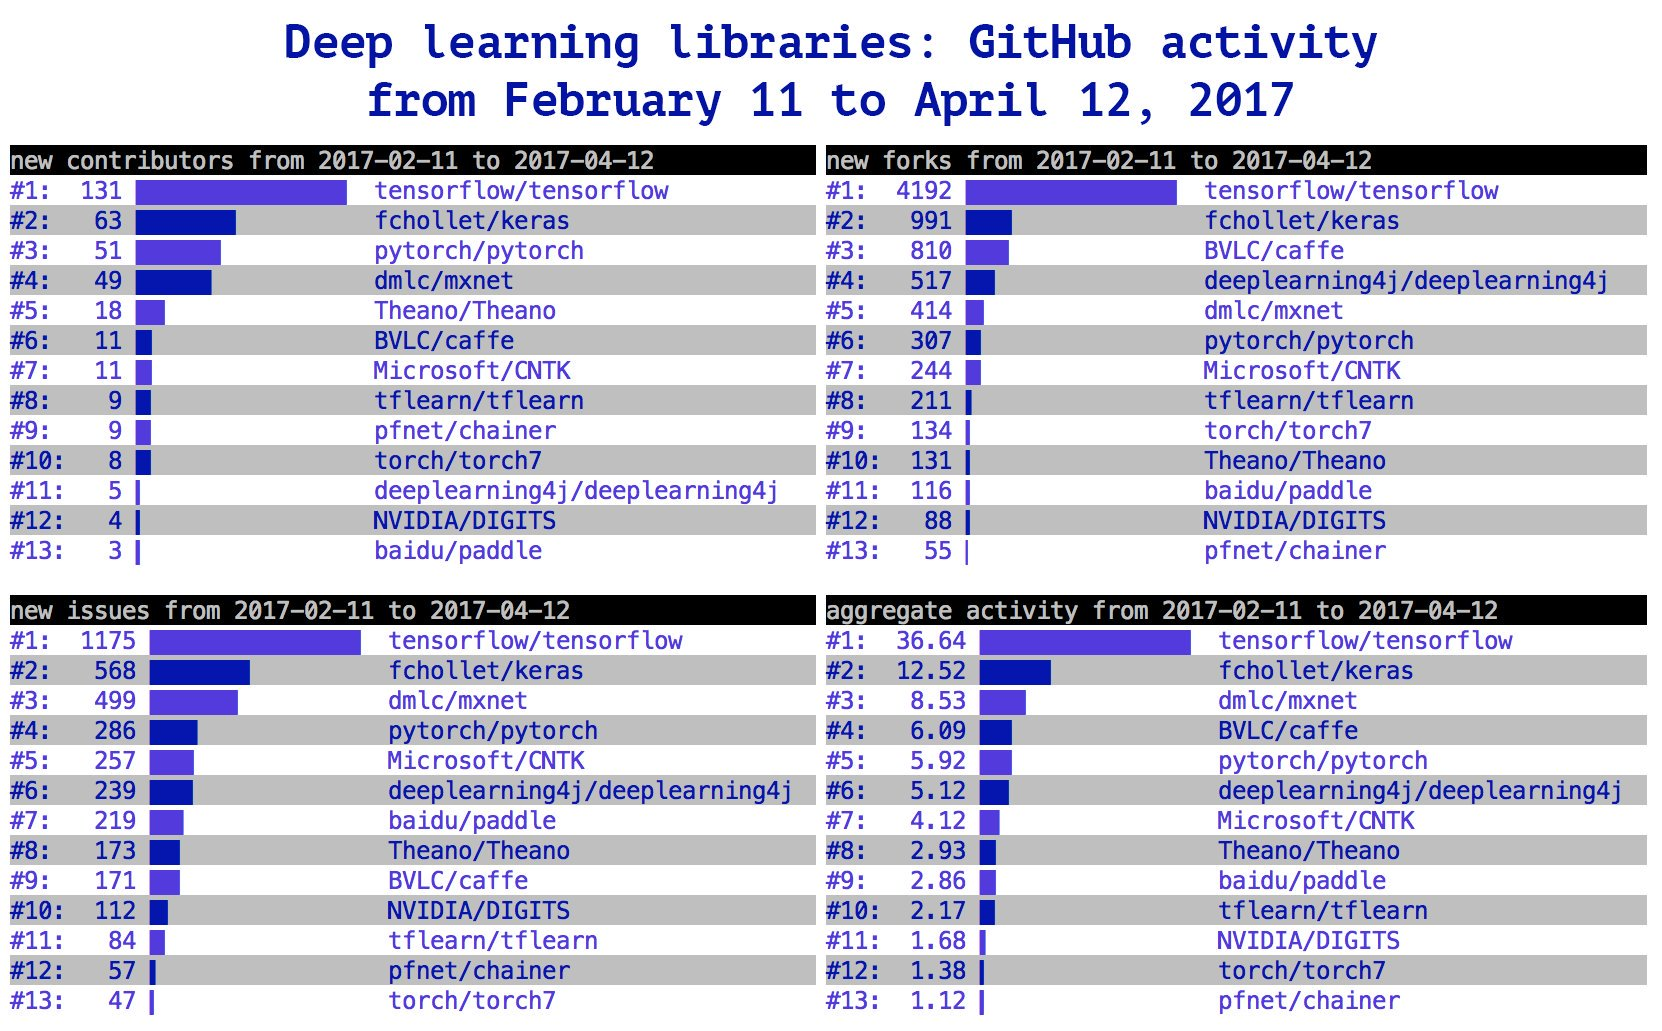 Deep learning libraries: GitHub activity
from February 11 to April 12, 2017
new contributors from 2017-02-11 to 2017-04-12
#1: 131 tensorflow/tensorflow
#2: 63 fchollet/keras
#3: 51 pytorch/pytorch
#4: 49 dmlc/mxnet
#5: 18 Theano/Theano
#6: 11 BVLC/caffe
#7: 11 Microsoft/CNTK
#8: 9 tflearn/tflearn
#9: 9 pfnet/chainer
#10: 8 torch/torch7
#11: 5 deeplearning4j/deeplearning4j
#12: 4 NVIDIA/DIGITS
#13: 3 baidu/paddle
new forks from 2017-02-11 to 2017-04-12
#1: 4192 tensorflow/tensorflow
#2: 991 fchollet/keras
#3: 810 BVLC/caffe
#4: 517 deeplearning4j/deeplearning4j
#5: 414 dmlc/mxnet
#6: 307 pytorch/pytorch
#7: 244 Microsoft/CNTK
#8: 211 tflearn/tflearn
#9: 134 torch/torch7
#10: 131 Theano/Theano
#11: 116 baidu/paddle
#12: 88 NVIDIA/DIGITS
#13: 55 pfnet/chainer
new issues from 2017-02-11 to 2017-04-12
#1: 1175 tensorflow/tensorflow
#2: 568 fchollet/keras
#3: 499 dmlc/mxnet
#4: 286 pytorch/pytorch
#5: 257 Microsoft/CNTK
#6: 239 deeplearning4j/deeplearning4j
#7: 219 baidu/paddle
#8: 173 Theano/Theano
#9: 171 BVLC/caffe
#10: 112 NVIDIA/DIGITS
#11: 84 tflearn/tflearn
#12: 57 pfnet/chainer
#13: 47 torch/torch7
aggregate activity from 2017-02-11 to 2017-04-12
#1: 36.64 tensorflow/tensorflow
#2: 12.52 fchollet/keras
#3: 8.53 dmlc/mxnet
#4: 6.09 BVLC/caffe
#5: 5.92 pytorch/pytorch
#6: 5.12 deeplearning4j/deeplearning4j
#7: 4.12 Microsoft/CNTK
#8: 2.93 Theano/Theano
#9: 2.86 baidu/paddle
#10: 2.17 tflearn/tflearn
#11: 1.68 NVIDIA/DIGITS
#12: 1.38 torch/torch7
#13: 1.12 pfnet/chainer